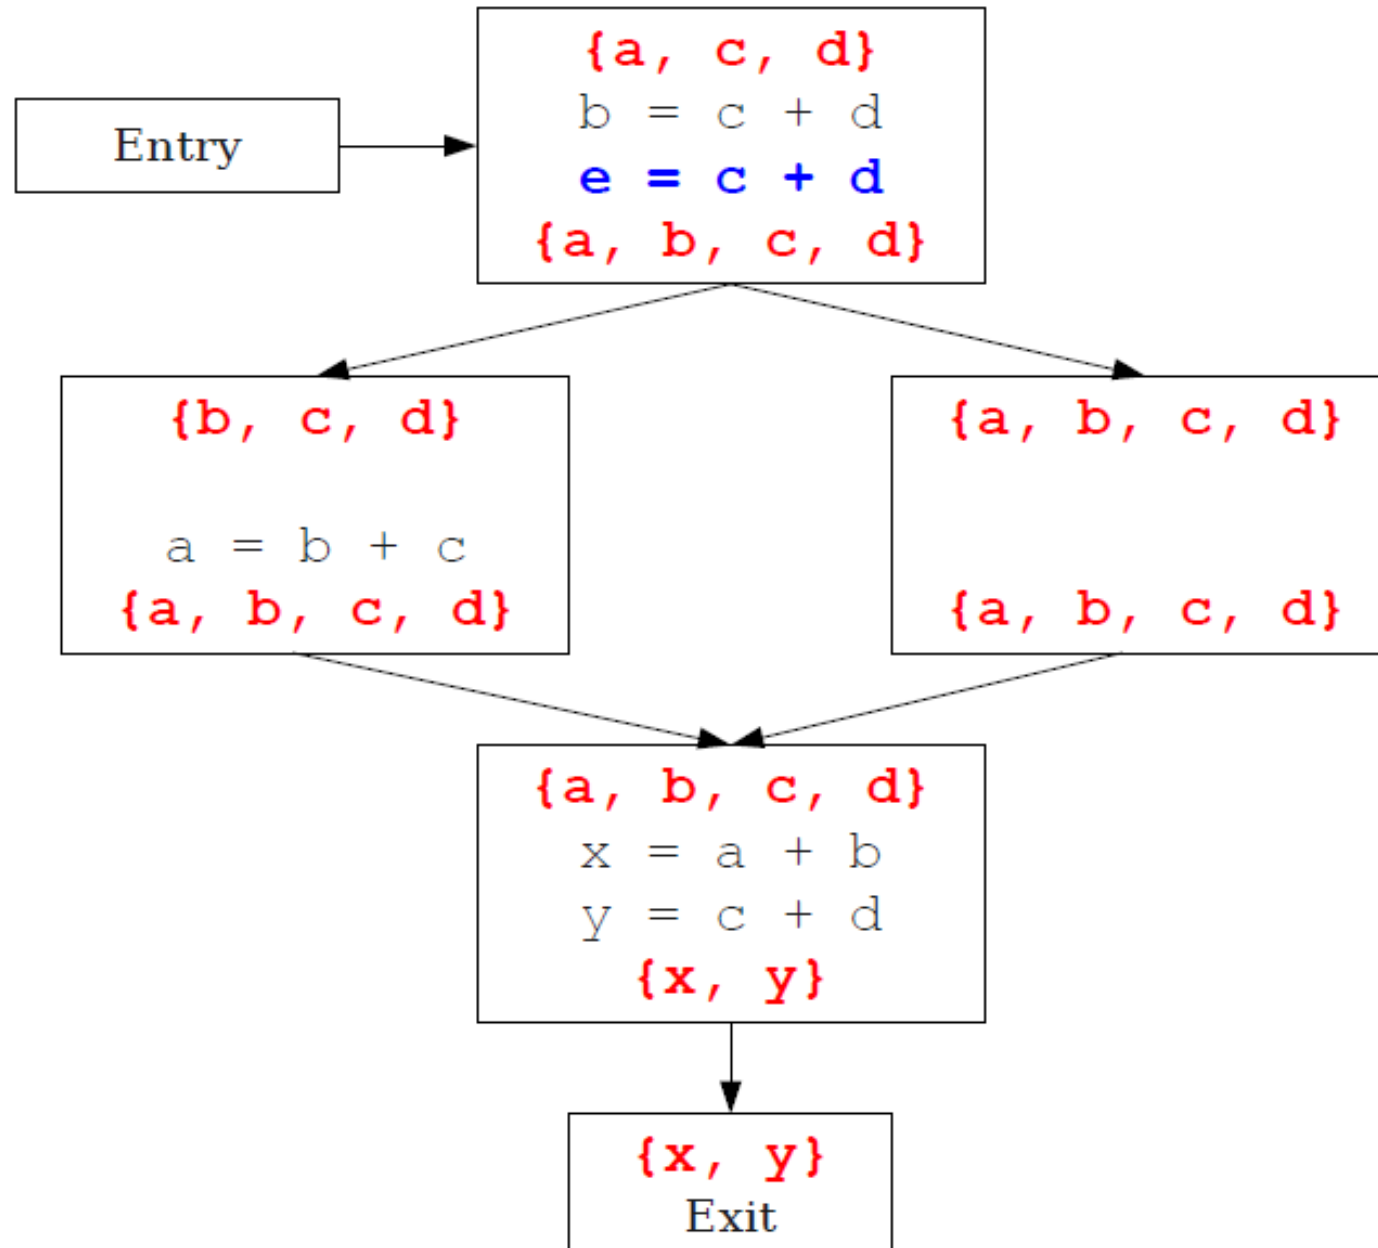 {a, c, d}
b = c + d
Entry
e = c + d
{a, b, c, d}
{b, c, d}
a = b + c
{a, b, c, d}
{a, b, c, d}
{a, b, c, d}
{a, b, c, d}
x = a + b
y = c + d
{x, y}
{x, y}
Exit